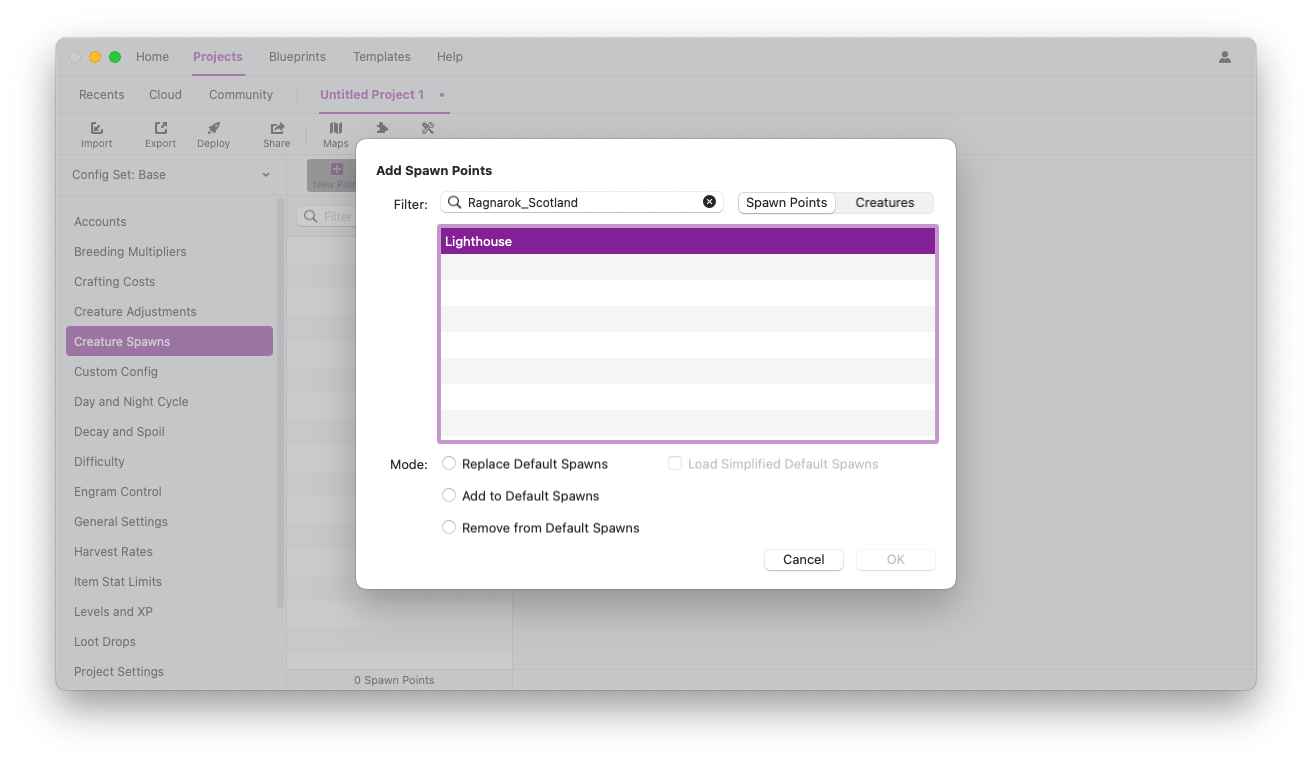 Home Projects Blueprints Templates Help
Recents Cloud Community Untitled Project 1 •
Import Export Deploy Share Maps
Config Set: Base
New
Filter
Accounts
Breeding Multipliers
Crafting Costs
Creature Adjustments
Creature Spawns
Custom Config
Day and Night Cycle
Decay and Spoil
Difficulty
Engram Control
General Settings
Harvest Rates
Item Stat Limits
Levels and XP
Loot Drops
Project Settings
0 Spawn Points
Add Spawn Points
Filter: Ragnarok_Scotland Spawn Points Creatures
Lighthouse
Mode: Replace Default Spawns Load Simplified Default Spawns
Add to Default Spawns
Remove from Default Spawns
Cancel OK